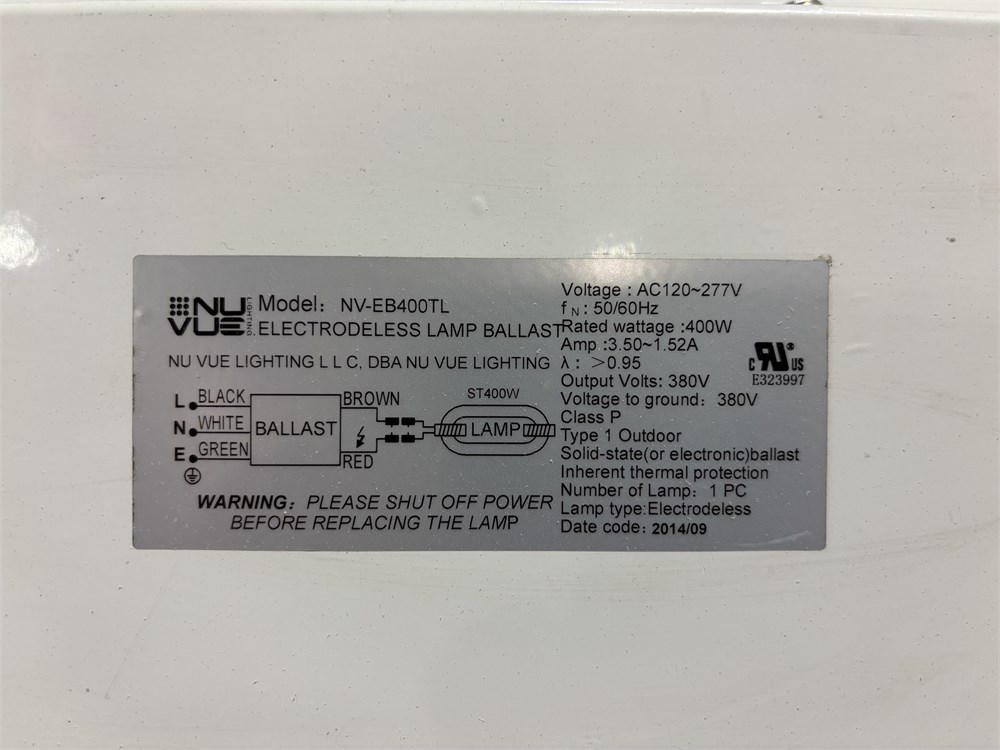 NU
VUE
LIGHTING
Model: NV-EB400TL
ELECTRODELESS LAMP BALLAST
NU VUE LIGHTING L L C, DBA NU VUE LIGHTING
L BLACK
N WHITE
E GREEN
BALLAST
BROWN
RED
ST400W
LAMP
WARNING: PLEASE SHUT OFF POWER
BEFORE REPLACING THE LAMP
Voltage : AC120~277V
f N : 50/60Hz
Rated wattage :400W
Amp :3.50~1.52A
λ : >0.95
Output Volts: 380V
Voltage to ground: 380V
Class P
Type 1 Outdoor
Solid-state(or electronic)ballast
Inherent thermal protection
Number of Lamp: 1 PC
Lamp type:Electrodeless
Date code: 2014/09
c RU ® US
E323997